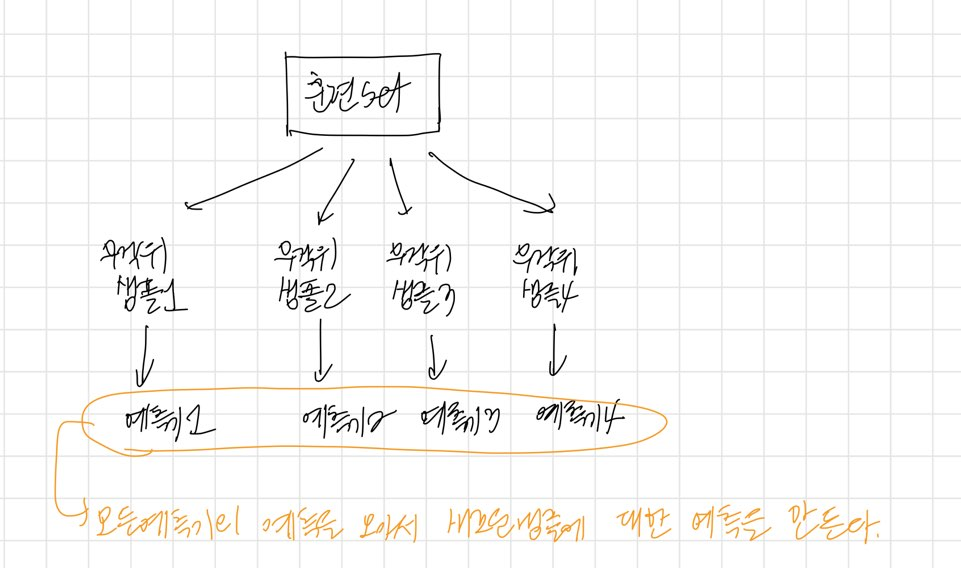 훈련 set
무작위
샘플1
무작위
샘플2
무작위
샘플3
무작위
샘플4
예측기1
예측기2
예측기3
예측기4
모든 예측기의 예측을 모아서 새로운 샘플에 대한 예측을 만든다.